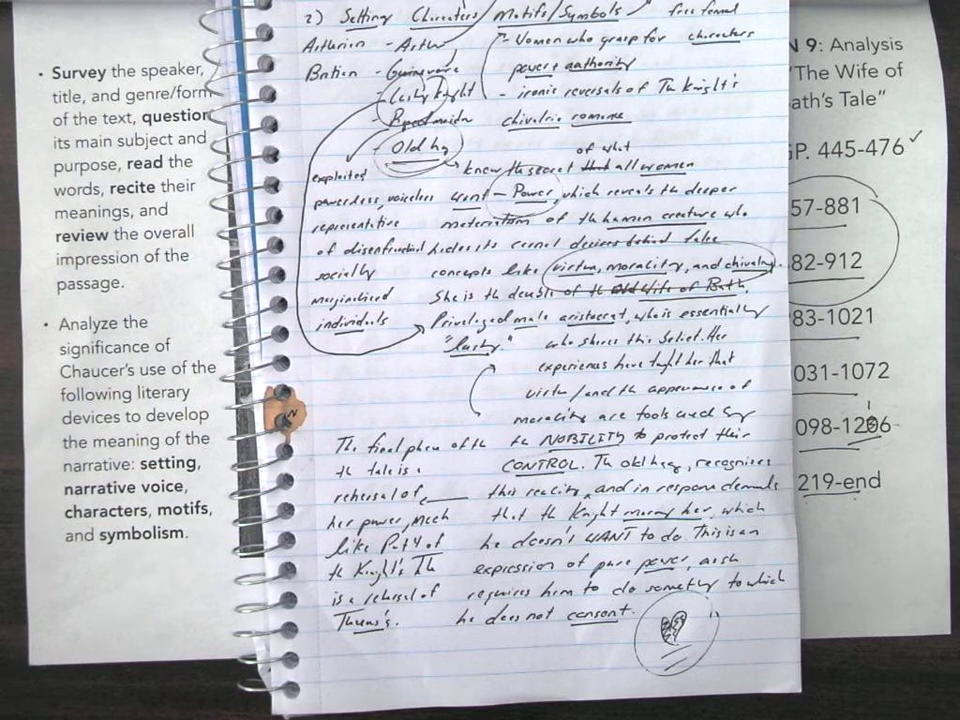 • Survey the speaker,
title, and genre/form
of the text, question
its main subject and
purpose, read the
words, recite their
meanings, and
review the overall
impression of the
passage.
• Analyze the
significance of
Chaucer's use of the
following literary
devices to develop
the meaning of the
narrative: setting,
narrative voice,
characters, motifs,
and symbolism.
2) Setting Characters/Motifs/Symbols
Arthurian - Arthur
Britian - Guinevere
- lusty knight
- Old hag
- Women who grasp for characters
power + authority
- ironic reversals of The Knight's
chivalric romance
of what
knew the secret that all women
want - Power, which reveals the deeper
materialism of the human creature who
hides its carnal desires behind false
concepts like virtue, morality, and chivalry.
She is the double of the Old Wife of Bath,
exploited
powerless, voiceless
representative
of disenfranchised
socially
marginalized
individuals
Privileged male aristocrat, who is essentially
"lusty."
who shares this belief. Her
experiences have taught her that
virtue/and the appearance of
morality are tools used by
the NOBILITY to protect their
CONTROL. The old hag, recognizes
this reality, and in response demands
that the Knight marry her, which
he doesn't WANT to do. This is an
expression of pure power, as it
requires him to do something to which
he does not consent.
The final phase of the
the tale is a
rehersal of
her power, much
like Part 4 of
the Knight's. The
is a rehersal of
Theseus's.
N 9: Analysis
"The Wife of
ath's Tale"
GP. 445-476 ✓
57-881
82-912
83-1021
031-1072
098-1206
219-end